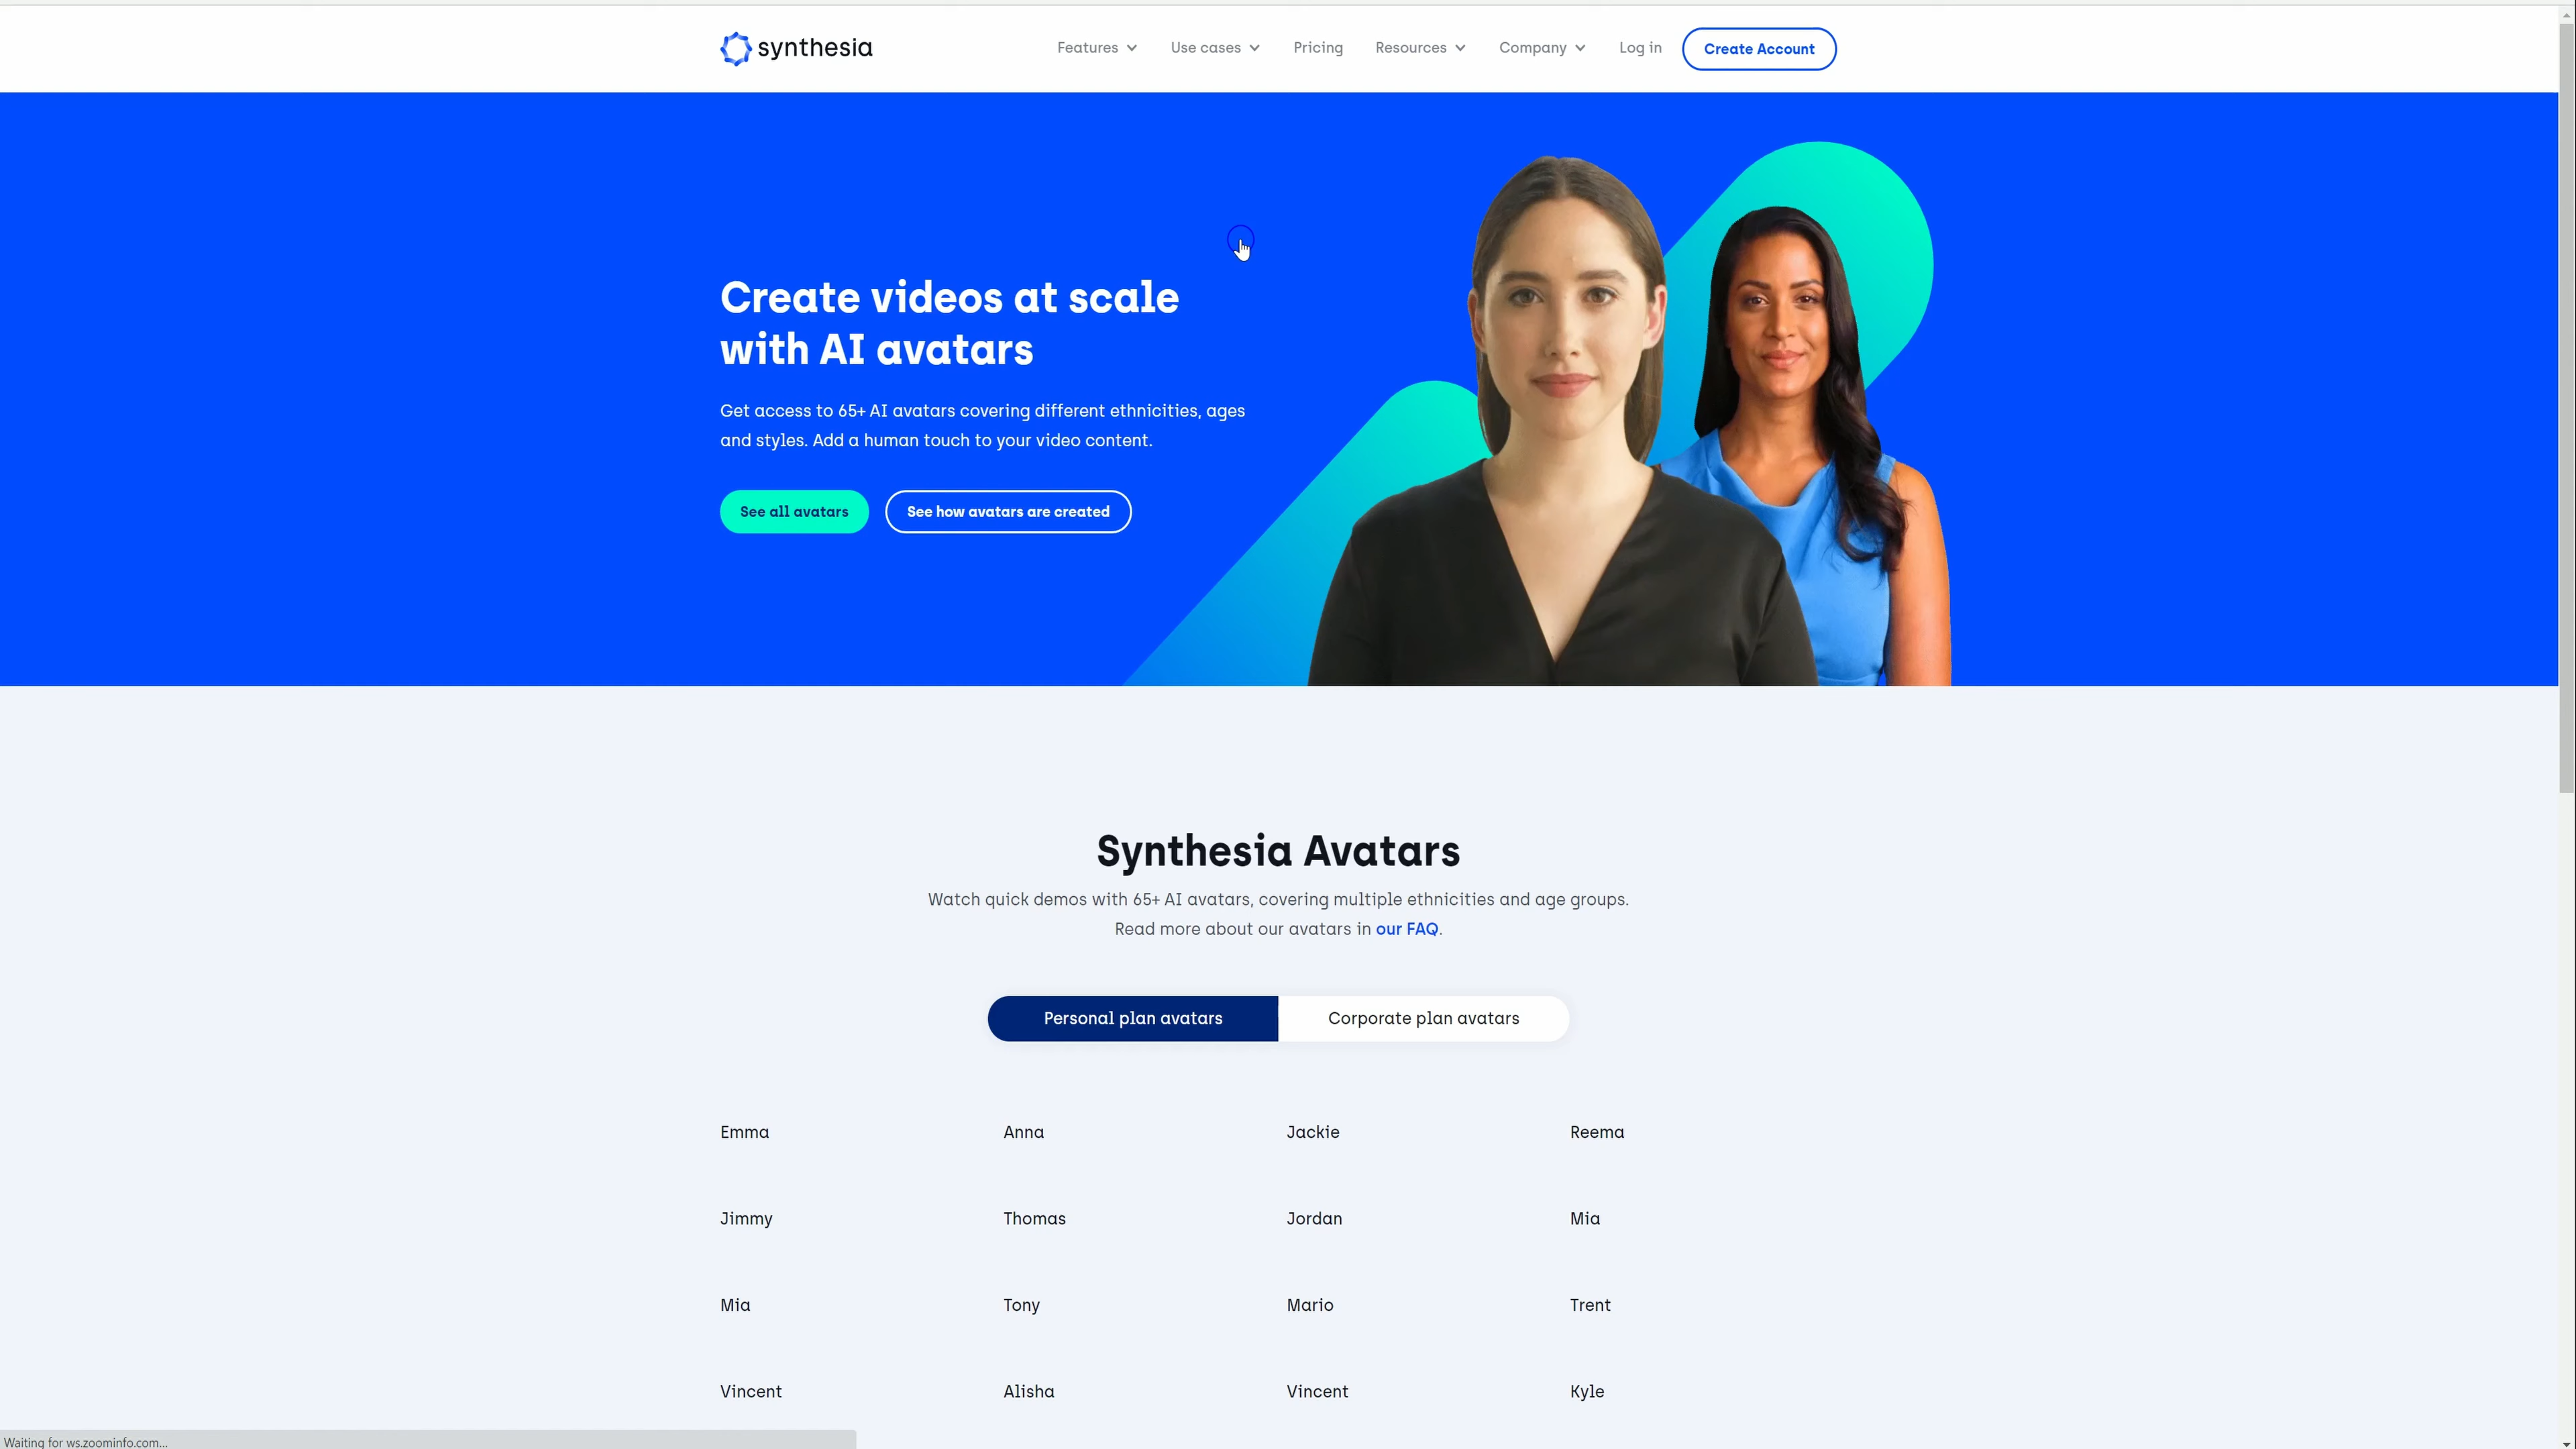 synthesia
Features
Use cases
Pricing
Resources
Company
Log in
Create Account
Create videos at scale
with AI avatars
Get access to 65+ AI avatars covering different ethnicities, ages
and styles. Add a human touch to your video content.
See all avatars
See how avatars are created
Synthesia Avatars
Watch quick demos with 65+ AI avatars, covering multiple ethnicities and age groups.
Read more about our avatars in our FAQ.
Personal plan avatars
Corporate plan avatars
Emma
Anna
Jackie
Reema
Jimmy
Thomas
Jordan
Mia
Mia
Tony
Mario
Trent
Vincent
Alisha
Vincent
Kyle
Waiting for ws.zoominfo.com...